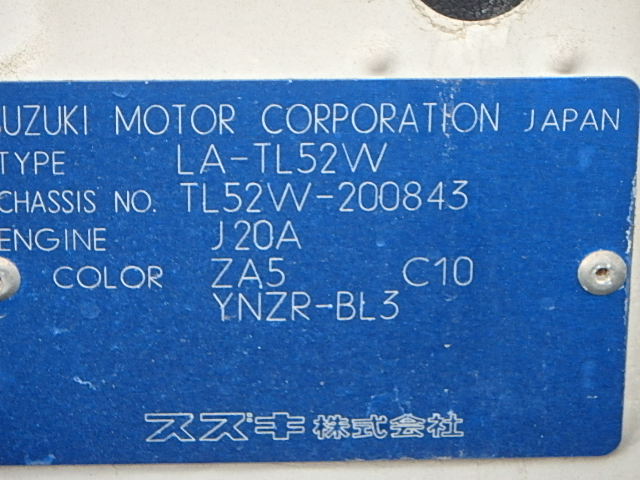 SUZUKI MOTOR CORPORATION JAPAN
TYPE LA-TL52W
CHASSIS NO. TL52W-200843
ENGINE J20A
COLOR ZA5 C10
YNZR-BL3
スズキ株式会社